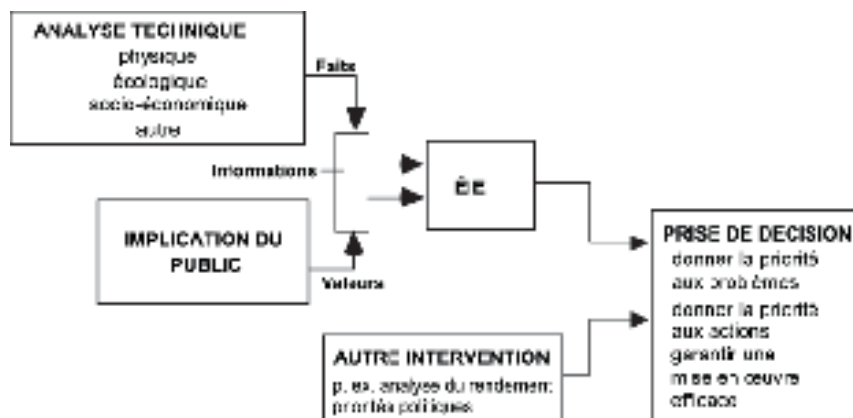 ANALYSE TECHNIQUE
physique
écologique
socio-économique
autre
Faits
Informations
ÉE
IMPLICATION DU
PUBLIC
Valeurs
PRISE DE DECISION
donner la priorité
aux problèmes
donner la priorité
aux actions
garantir une
mise en œuvre
efficace
AUTRE INTERVENTION
p. ex. analyse du rendement
priorités politiques